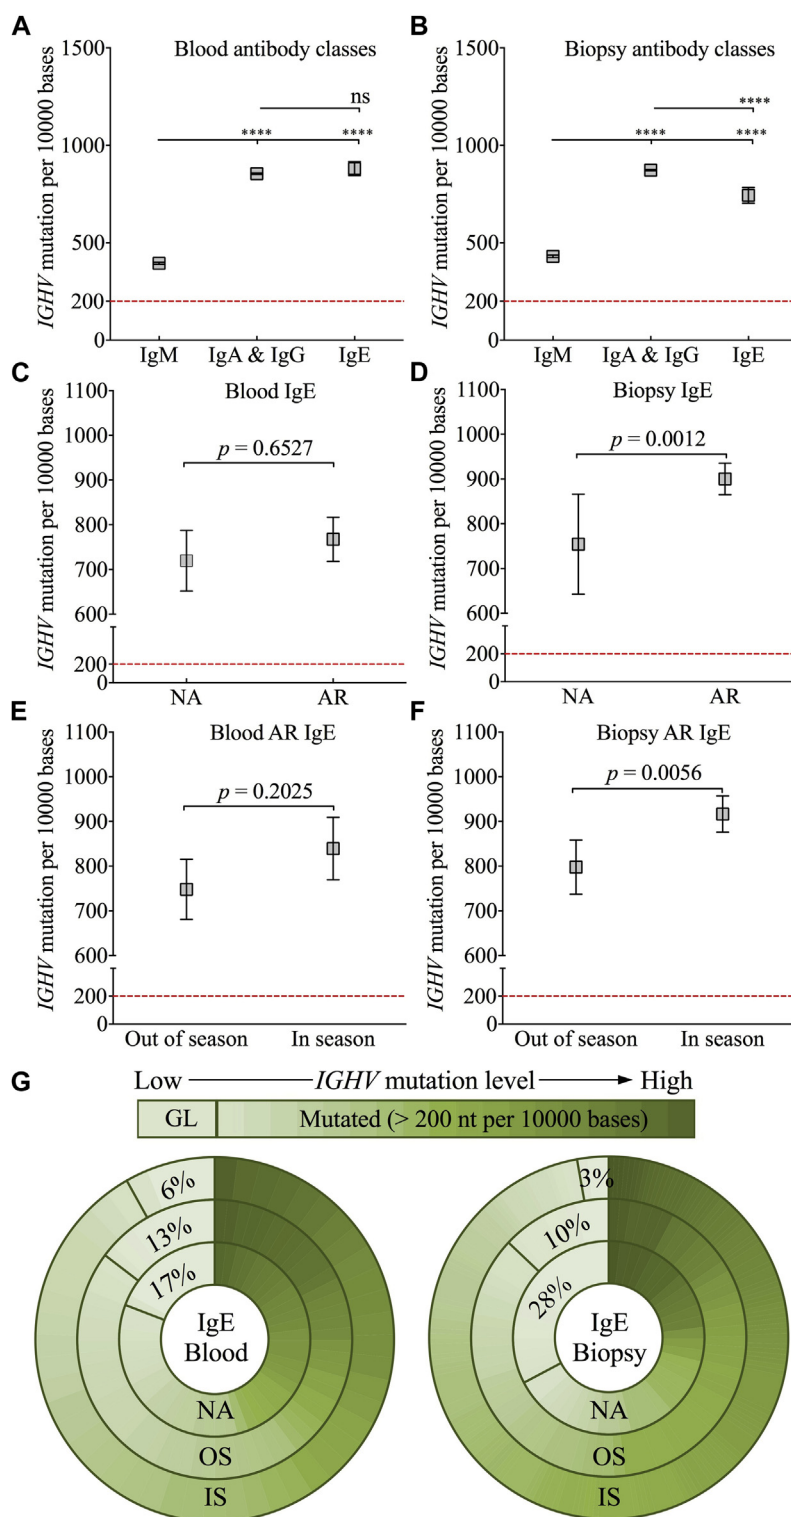 A
Blood antibody classes
IGHV mutation per 10000 bases
1500
1000
500
200
0
ns
****
****
IgM
IgA & IgG
IgE
B
Biopsy antibody classes
IGHV mutation per 10000 bases
1500
1000
500
200
0
****
****
****
IgM
IgA & IgG
IgE
C
Blood IgE
IGHV mutation per 10000 bases
1100
1000
900
800
700
600
200
0
p = 0.6527
NA
AR
D
Biopsy IgE
IGHV mutation per 10000 bases
1100
1000
900
800
700
600
200
0
p = 0.0012
NA
AR
E
Blood AR IgE
IGHV mutation per 10000 bases
1100
1000
900
800
700
600
200
0
p = 0.2025
Out of season
In season
F
Biopsy AR IgE
IGHV mutation per 10000 bases
1100
1000
900
800
700
600
200
0
p = 0.0056
Out of season
In season
G
Low IGHV mutation level High
GL Mutated (> 200 nt per 10000 bases)
6%
13%
17%
IgE
Blood
NA
OS
IS
3%
10%
28%
IgE
Biopsy
NA
OS
IS